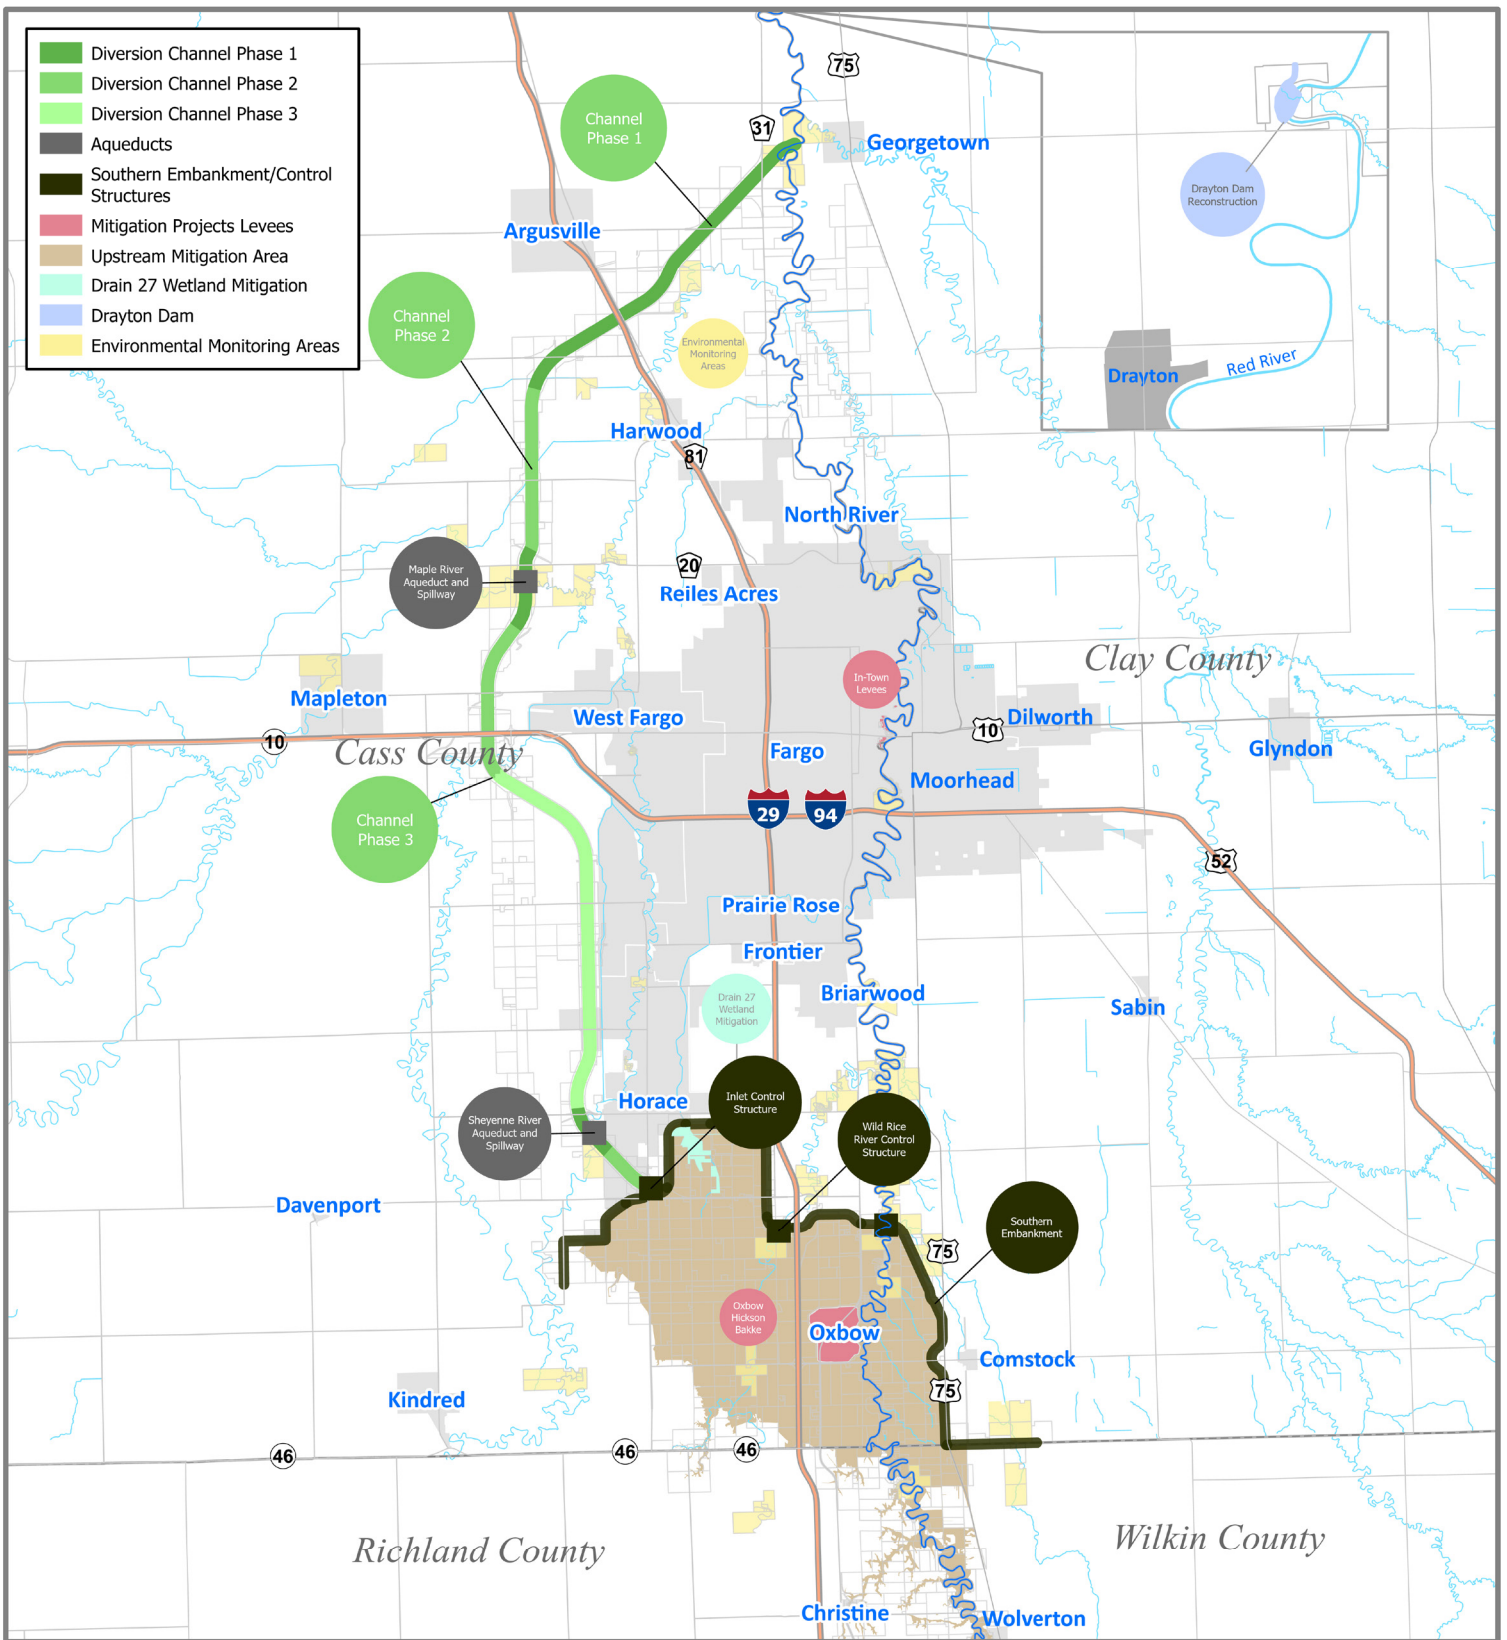 Diversion Channel Phase 1
Diversion Channel Phase 2
Diversion Channel Phase 3
Aqueducts
Southern Embankment/Control
Structures
Mitigation Projects Levees
Upstream Mitigation Area
Drain 27 Wetland Mitigation
Drayton Dam
Environmental Monitoring Areas
75
Channel
Phase 1
31
Georgetown
Drayton Dam
Reconstruction
Argusville
Channel
Phase 2
Environmental
Monitoring
Areas
Red River
Drayton
Harwood
81
North River
Maple River
Aqueduct and
Spillway
20
Reiles Acres
Clay County
In-Town
Levees
Mapleton
West Fargo
Dilworth
10
10
Cass County
Fargo
Glyndon
Moorhead
29
94
Channel
Phase 3
52
Prairie Rose
Frontier
Briarwood
Drain 27
Wetland
Mitigation
Sabin
Horace
Inlet Control
Structure
Sheyenne River
Aqueduct and
Spillway
Wild Rice
River Control
Structure
Davenport
Southern
Embankment
75
Oxbow
Hickson
Bakke
Oxbow
Comstock
75
Kindred
46
46
46
Richland County
Wilkin County
Christine
Wolverton